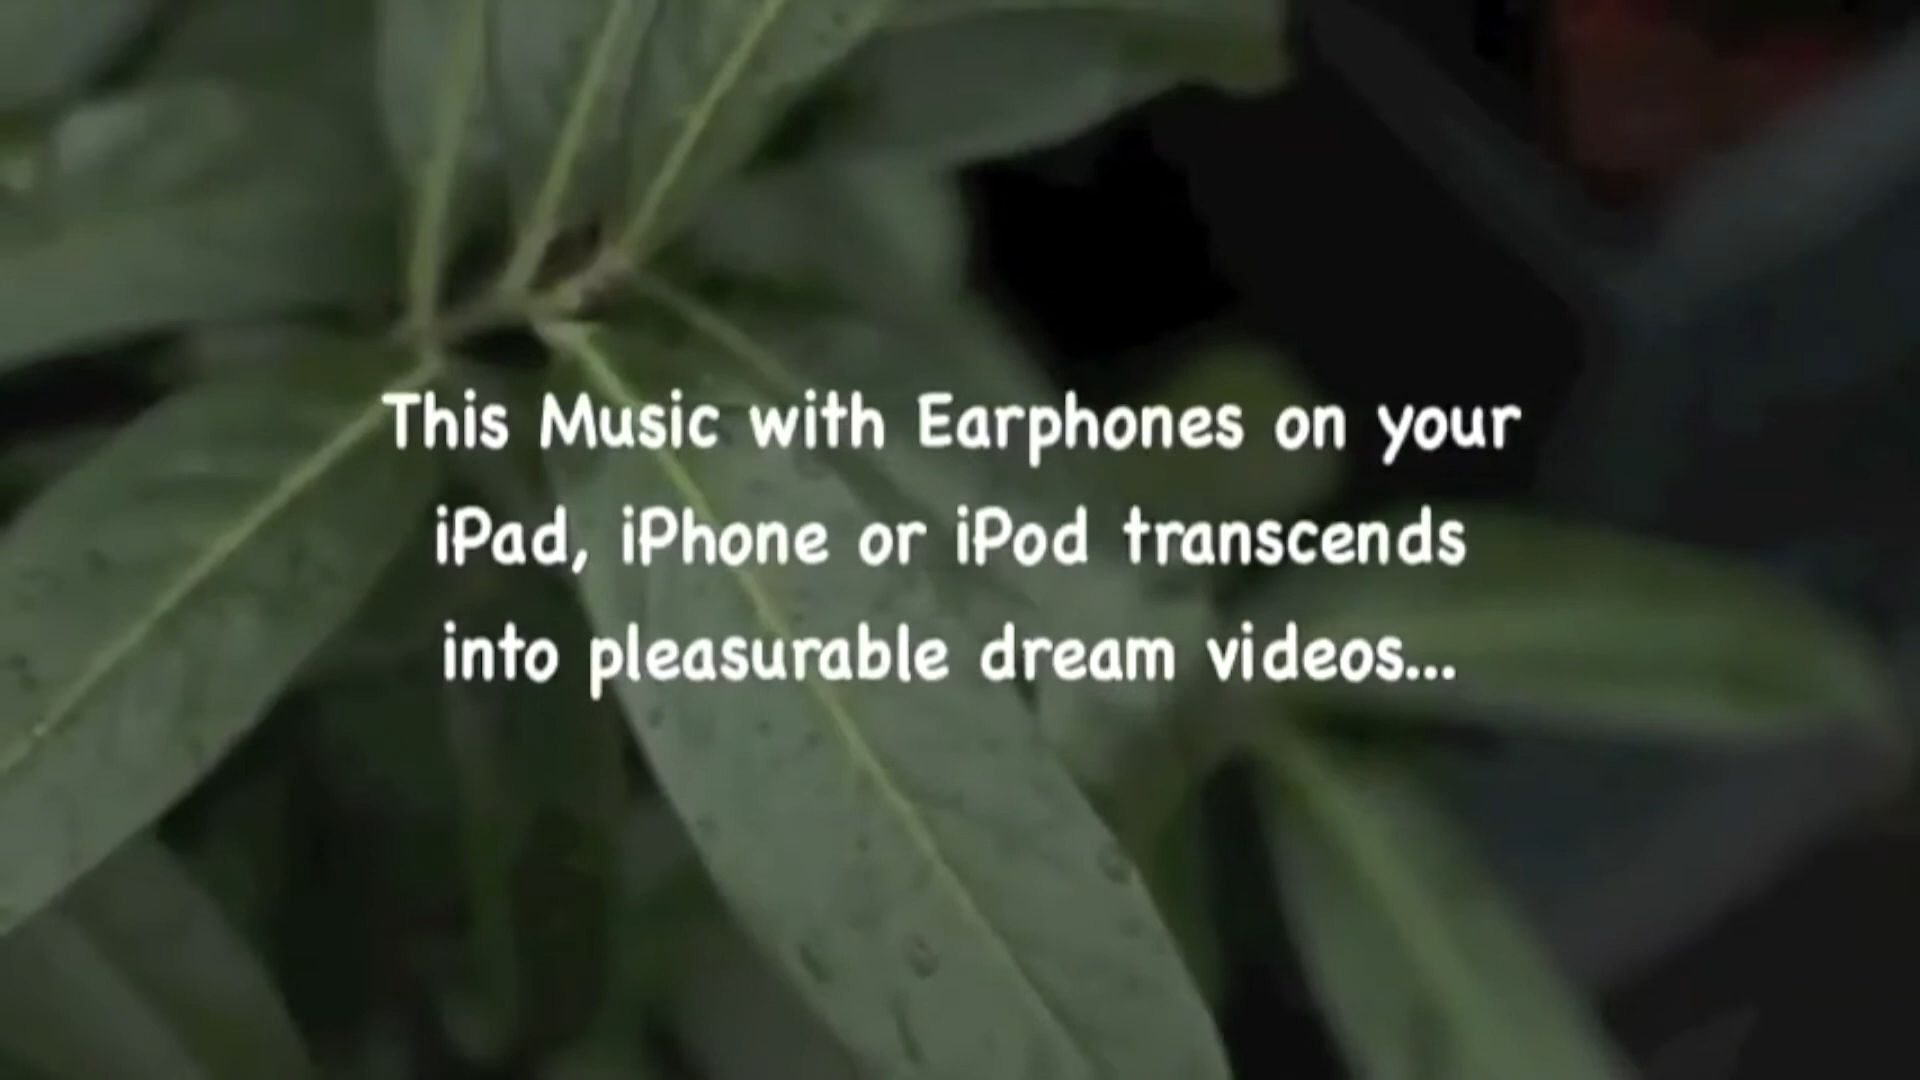 This Music with Earphones on your
iPad, iPhone or iPod transcends
into pleasurable dream videos...